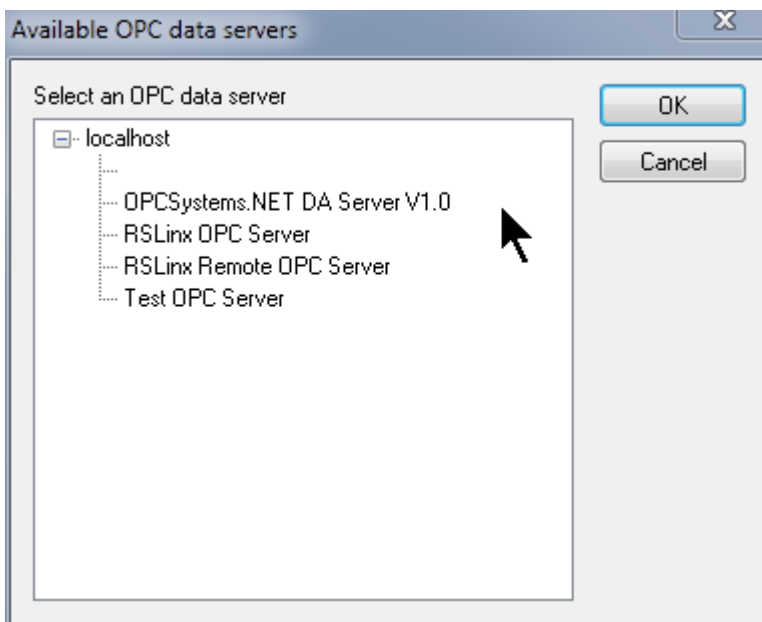 Available OPC data servers
Select an OPC data server
OK
localhost
Cancel
OPCSystems.NET DA Server V1.0
RSLinx OPC Server
RSLinx Remote OPC Server
Test OPC Server